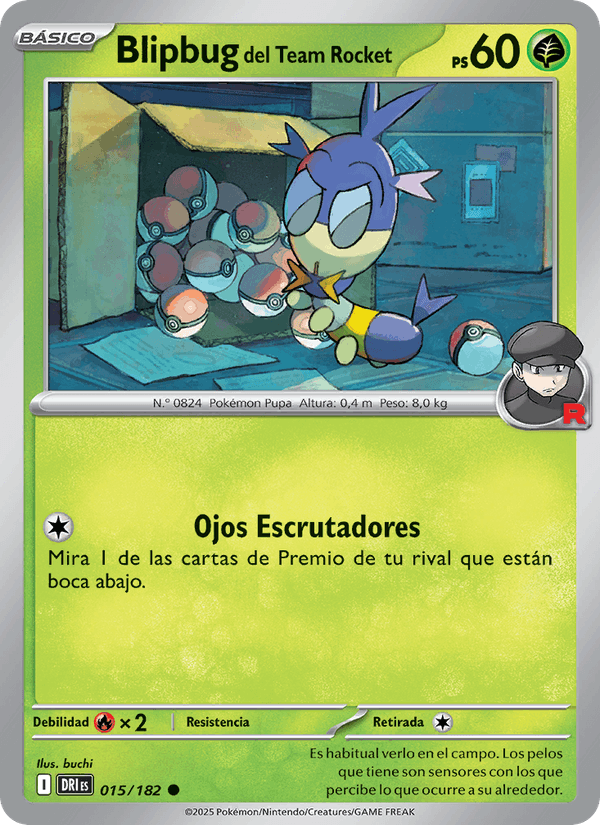 BÁSICO
Blipbug del Team Rocket
PS 60
R
N.º 0824 Pokémon Pupa Altura: 0,4 m Peso: 8,0 kg
Ojos Escrutadores
Mira 1 de las cartas de Premio de tu rival que están
boca abajo.
Debilidad ×2 Resistencia Retirada
Ilus. buchi
I DRI ES 015/182
Es habitual verlo en el campo. Los pelos
que tiene son sensores con los que
percibe lo que ocurre a su alrededor.
©2025 Pokémon/Nintendo/Creatures/GAME FREAK